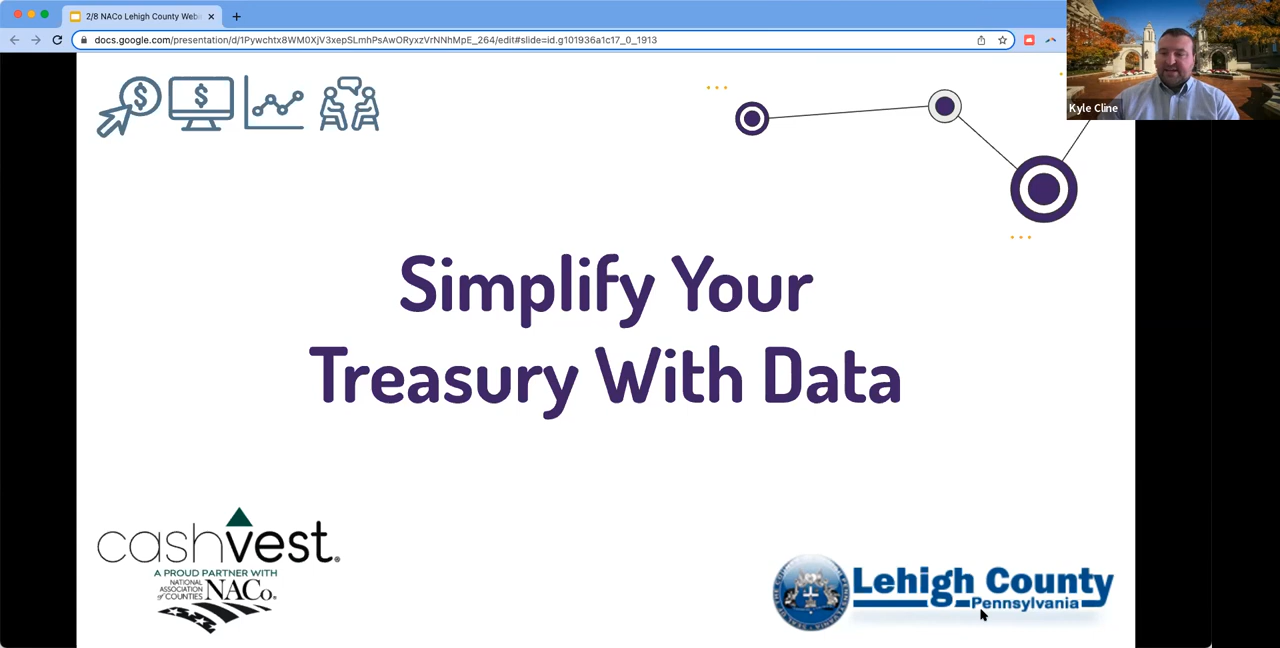 2/8 NACo Lehigh County Web
docs.google.com/presentation/d/1Pywchtx8WM0XjV3xepSLmhPsAwORyxzVrNNhMpE_264/edit#slide=id.g101936a1c17_0_1913
Kyle Cline
$
$
Simplify Your
Treasury With Data
cashvest®
A PROUD PARTNER WITH
NATIONAL
ASSOCIATION
of COUNTIES
NACo®
Lehigh County
Pennsylvania